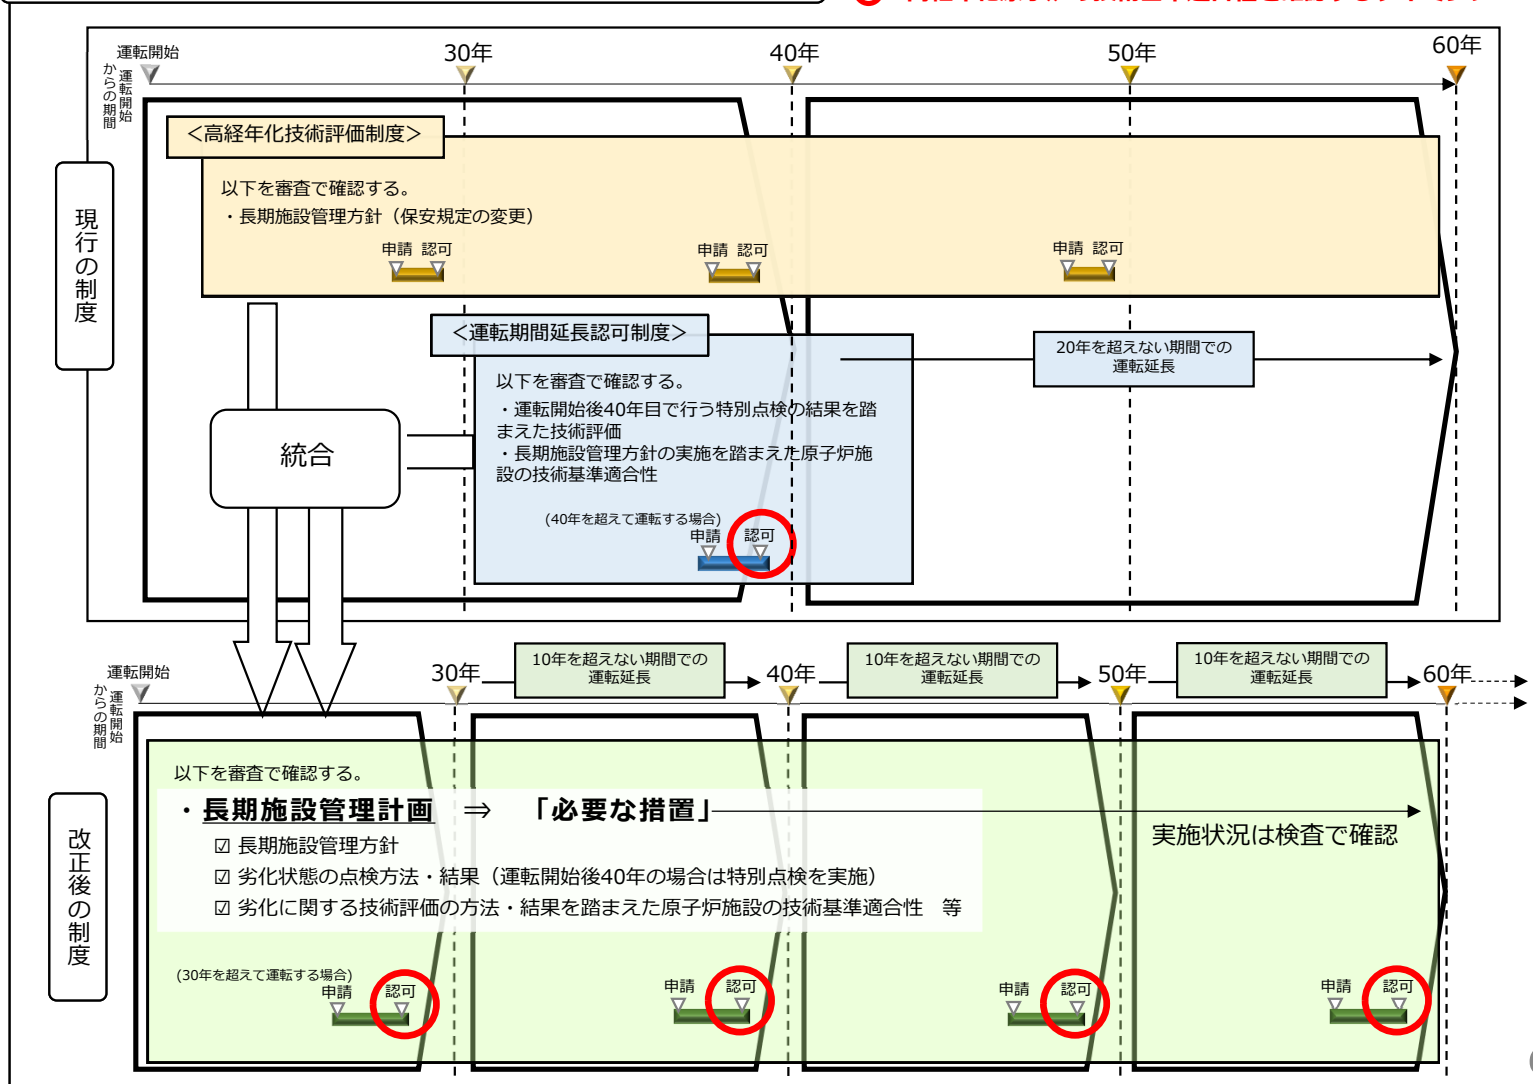 運転開始
30年
40年
50年
60年
運転開始
からの期間
現行の制度
＜高経年化技術評価制度＞
以下を審査で確認する。
・長期施設管理方針（保安規定の変更）
申請 認可
申請 認可
申請 認可
＜運転期間延長認可制度＞
以下を審査で確認する。
・運転開始後40年目で行う特別点検の結果を踏
まえた技術評価
・長期施設管理方針の実施を踏まえた原子炉施
設の技術基準適合性
(40年を超えて運転する場合)
申請 認可
20年を超えない期間での
運転延長
統合
運転開始
30年
10年を超えない期間での
運転延長
40年
10年を超えない期間での
運転延長
50年
10年を超えない期間での
運転延長
60年
運転開始
からの期間
改正後の制度
以下を審査で確認する。
・長期施設管理計画 ⇒ 「必要な措置」
実施状況は検査で確認
☑ 長期施設管理方針
☑ 劣化状態の点検方法・結果（運転開始後40年の場合は特別点検を実施）
☑ 劣化に関する技術評価の方法・結果を踏まえた原子炉施設の技術基準適合性　等
(30年を超えて運転する場合)
申請 認可
申請 認可
申請 認可
申請 認可